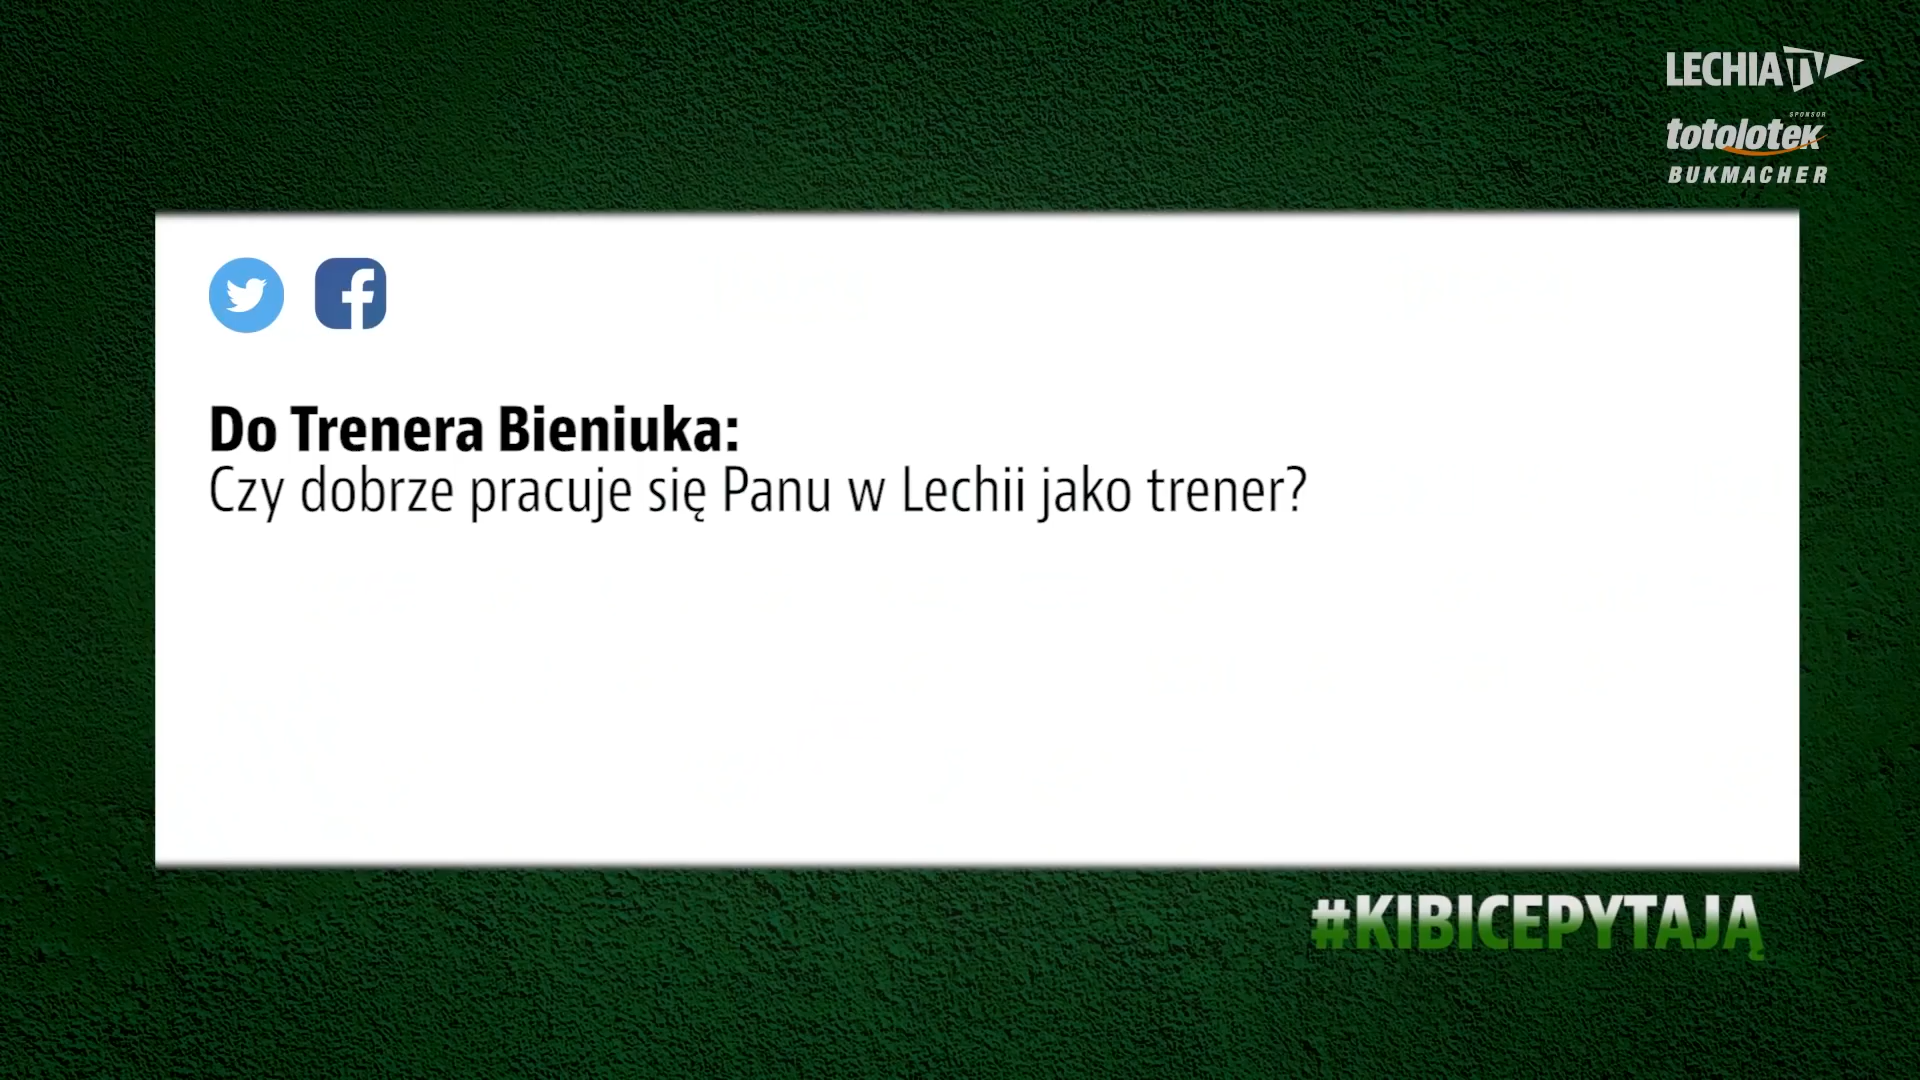 LECHIA TV
SPONSOR
totolotek
BUKMACHER
Do Trenera Bieniuka:
Czy dobrze pracuje się Panu w Lechii jako trener?
#KIBICEPYTAJĄ